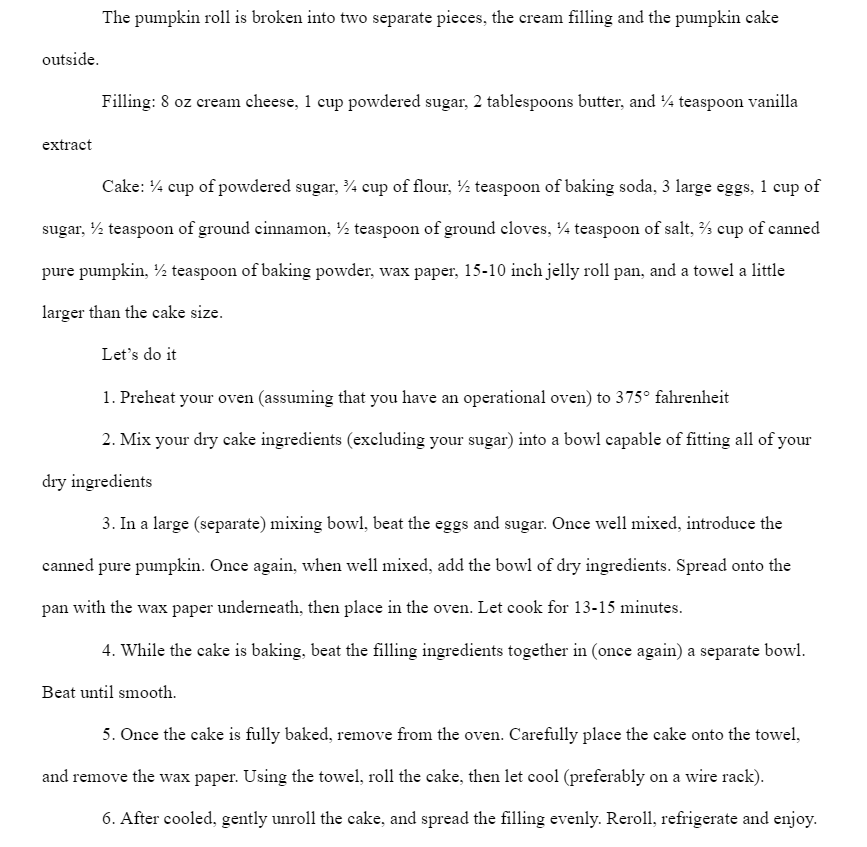 The pumpkin roll is broken into two separate pieces, the cream filling and the pumpkin cake
outside.
Filling: 8 oz cream cheese, 1 cup powdered sugar, 2 tablespoons butter, and ¼ teaspoon vanilla
extract
Cake: ¼ cup of powdered sugar, ¾ cup of flour, ½ teaspoon of baking soda, 3 large eggs, 1 cup of
sugar, ½ teaspoon of ground cinnamon, ½ teaspoon of ground cloves, ¼ teaspoon of salt, ⅔ cup of canned
pure pumpkin, ½ teaspoon of baking powder, wax paper, 15-10 inch jelly roll pan, and a towel a little
larger than the cake size.
Let’s do it
1. Preheat your oven (assuming that you have an operational oven) to 375° fahrenheit
2. Mix your dry cake ingredients (excluding your sugar) into a bowl capable of fitting all of your
dry ingredients
3. In a large (separate) mixing bowl, beat the eggs and sugar. Once well mixed, introduce the
canned pure pumpkin. Once again, when well mixed, add the bowl of dry ingredients. Spread onto the
pan with the wax paper underneath, then place in the oven. Let cook for 13-15 minutes.
4. While the cake is baking, beat the filling ingredients together in (once again) a separate bowl.
Beat until smooth.
5. Once the cake is fully baked, remove from the oven. Carefully place the cake onto the towel,
and remove the wax paper. Using the towel, roll the cake, then let cool (preferably on a wire rack).
6. After cooled, gently unroll the cake, and spread the filling evenly. Reroll, refrigerate and enjoy.